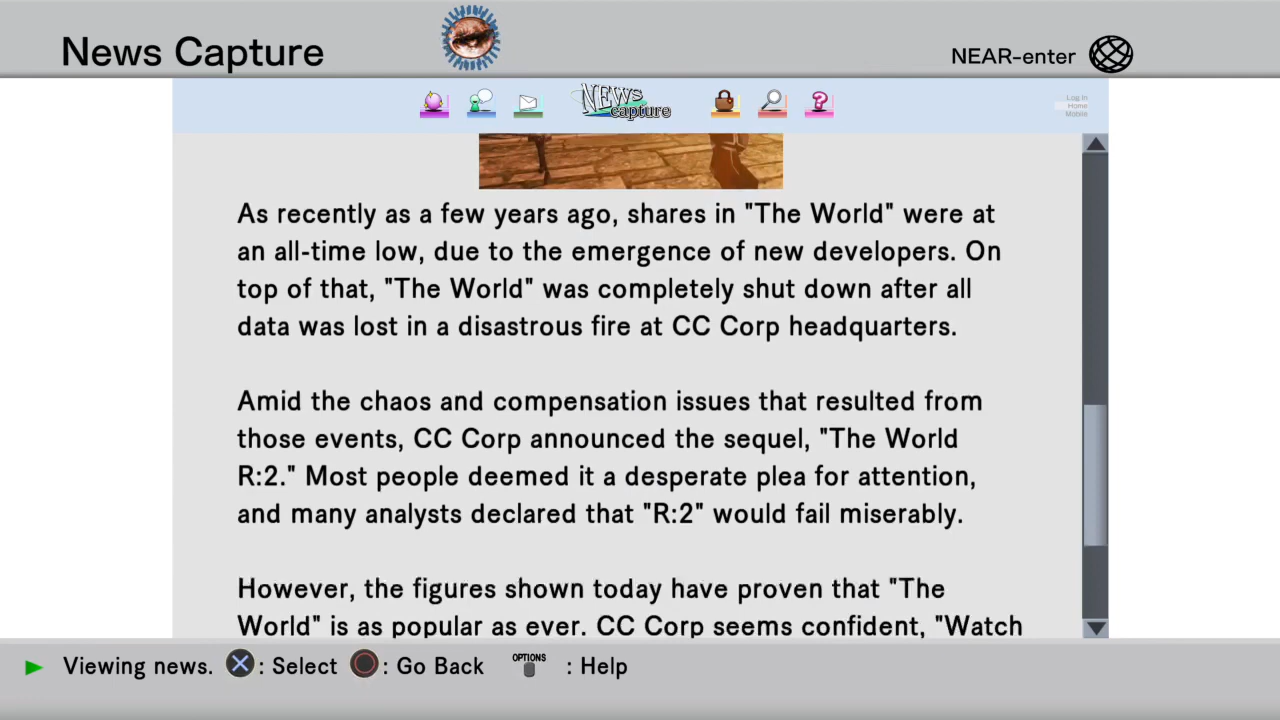 News Capture
NEAR-enter
NEWS
capture
Log In
Home
Mobile
As recently as a few years ago, shares in "The World" were at
an all-time low, due to the emergence of new developers. On
top of that, "The World" was completely shut down after all
data was lost in a disastrous fire at CC Corp headquarters.
Amid the chaos and compensation issues that resulted from
those events, CC Corp announced the sequel, "The World
R:2." Most people deemed it a desperate plea for attention,
and many analysts declared that "R:2" would fail miserably.
However, the figures shown today have proven that "The
World" is as popular as ever. CC Corp seems confident, "Watch
Viewing news. : Select : Go Back OPTIONS : Help